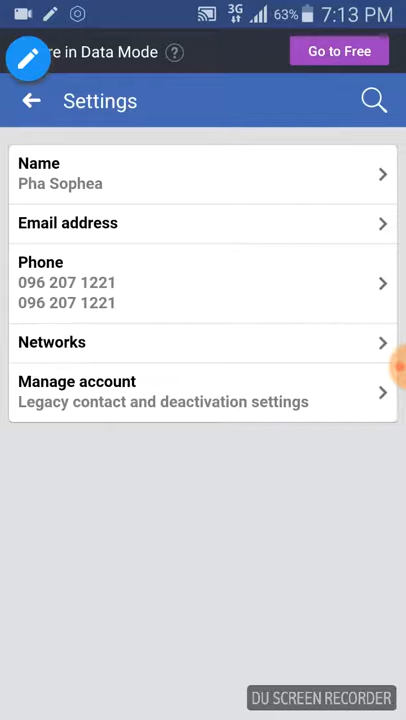 3G 63% 7:13 PM
re in Data Mode ? Go to Free
Settings
Name
Pha Sophea
Email address
Phone
096 207 1221
096 207 1221
Networks
Manage account
Legacy contact and deactivation settings
DU SCREEN RECORDER